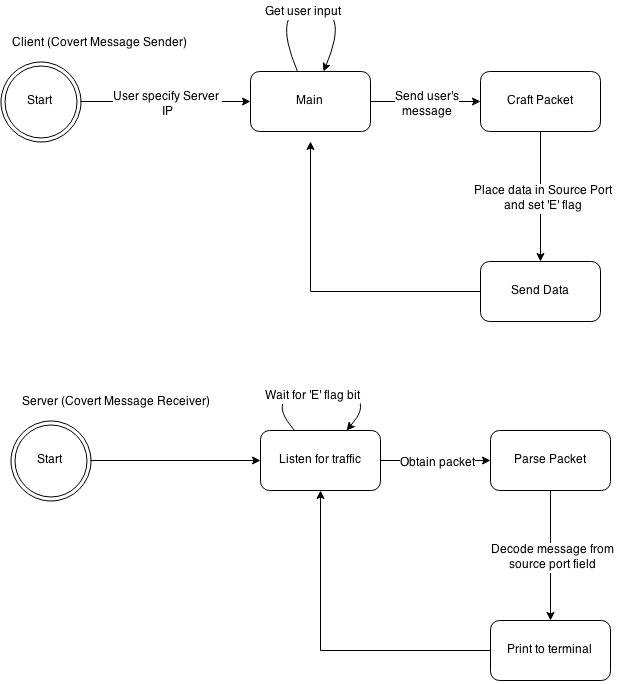 Get user input
Client (Covert Message Sender)
Start
User specify Server
IP
Main
Send user's
message
Craft Packet
Place data in Source Port
and set 'E' flag
Send Data
Server (Covert Message Receiver)
Wait for 'E' flag bit
Start
Listen for traffic
Obtain packet
Parse Packet
Decode message from
source port field
Print to terminal